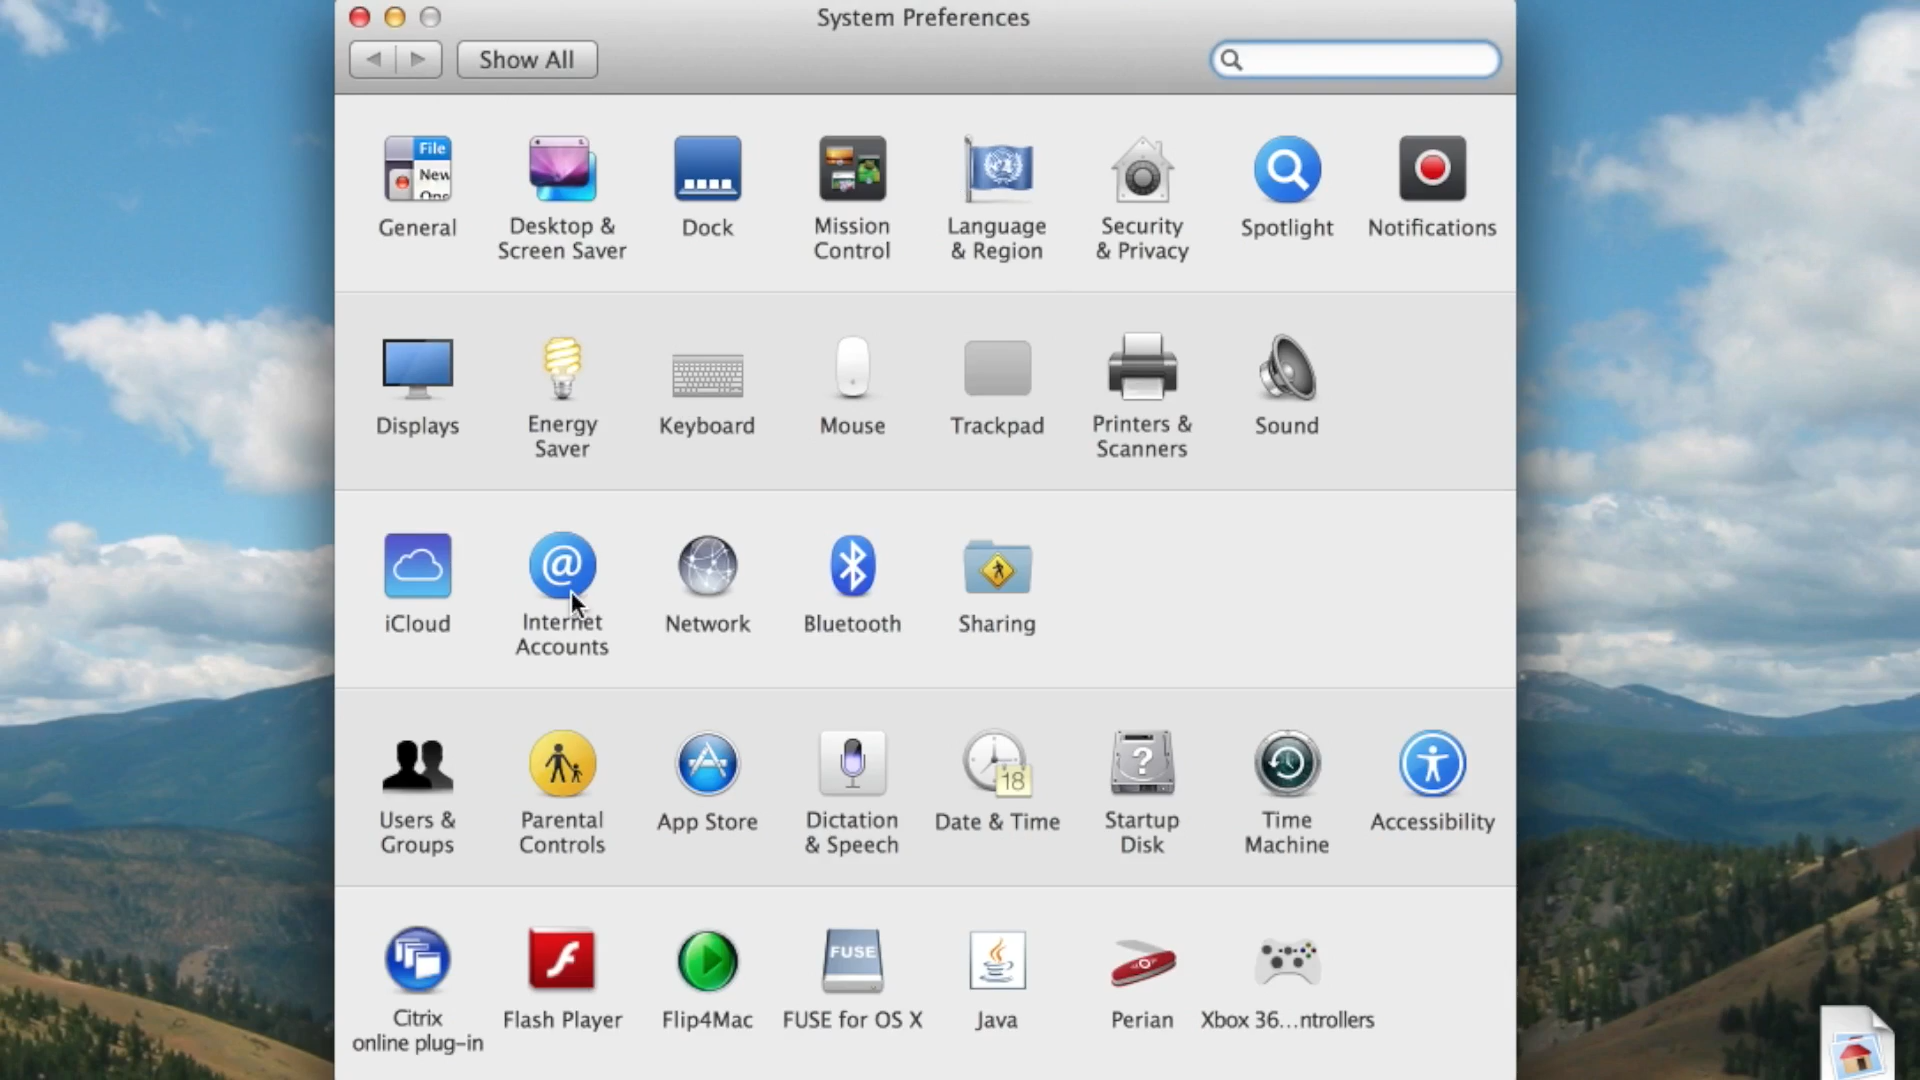 System Preferences
Show All
File
New
General
Desktop &
Screen Saver
Dock
Mission
Control
Language
& Region
Security
& Privacy
Spotlight
Notifications
Displays
Energy
Saver
Keyboard
Mouse
Trackpad
Printers &
Scanners
Sound
iCloud
@
Internet
Accounts
Network
Bluetooth
Sharing
Users &
Groups
Parental
Controls
App Store
Dictation
& Speech
18
Date & Time
?
Startup
Disk
Time
Machine
Accessibility
Citrix
online plug-in
Flash Player
Flip4Mac
FUSE
FUSE for OS X
Java
Perian
Xbox 36...ntrollers